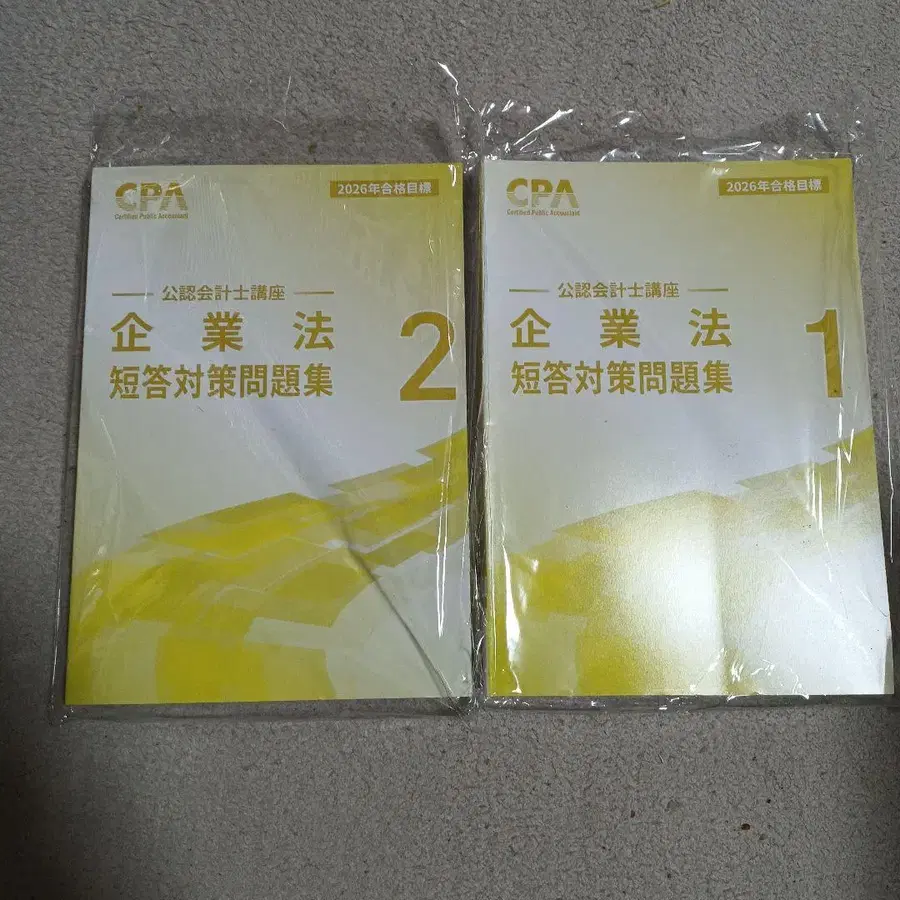 CPA
Certified Public Accountant
2026年合格目標
公認会計士講座
企業法
短答対策問題集
2
CPA
Certified Public Accountant
2026年合格目標
公認会計士講座
企業法
短答対策問題集
1